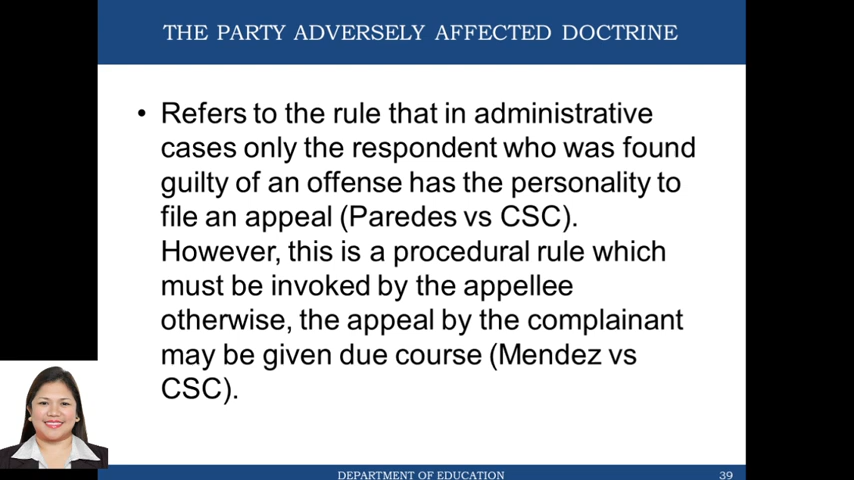 THE PARTY ADVERSELY AFFECTED DOCTRINE
• Refers to the rule that in administrative
cases only the respondent who was found
guilty of an offense has the personality to
file an appeal (Paredes vs CSC).
However, this is a procedural rule which
must be invoked by the appellee
otherwise, the appeal by the complainant
may be given due course (Mendez vs
CSC).
DEPARTMENT OF EDUCATION
39